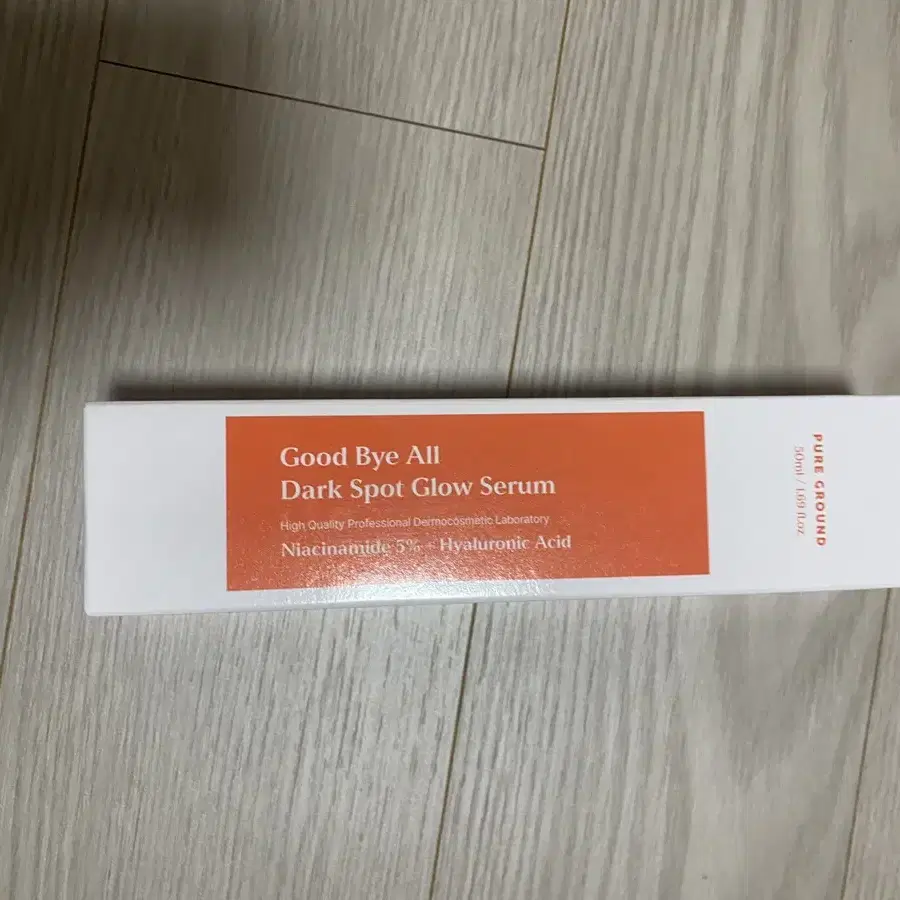 Good Bye All
Dark Spot Glow Serum
High Quality Professional Dermocosmetic Laboratory
Niacinamide 5% + Hyaluronic Acid
PURE GROUND
50ml / 1.69 fl.oz